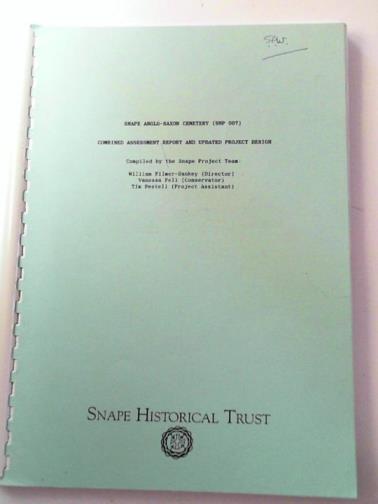 S.A.W.
SNAPE ANGLO-SAXON CEMETERY (SNP 007)
COMBINED ASSESSMENT REPORT AND UPDATED PROJECT DESIGN
Compiled by the Snape Project Team:
William Filmer-Sankey (Director)
Vanessa Fell (Conservator)
Tim Pestell (Project Assistant)
SNAPE HISTORICAL TRUST